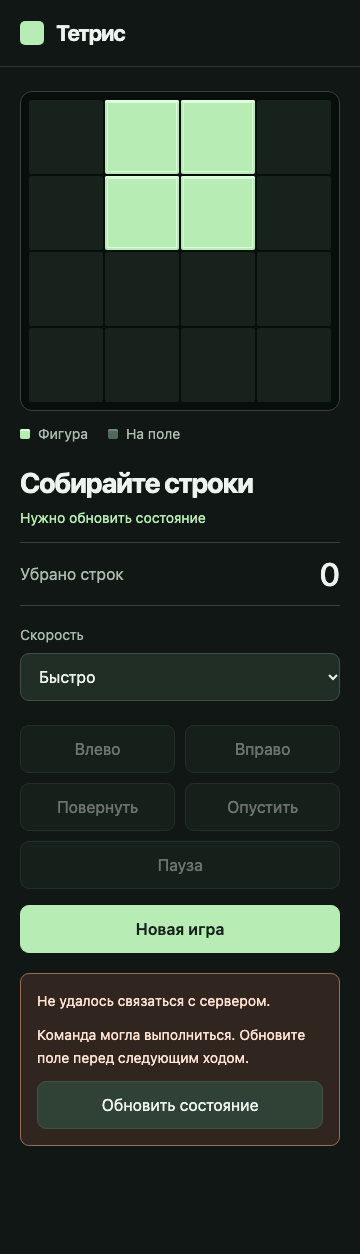 Тетрис
Фигура
На поле
Собирайте строки
Нужно обновить состояние
Убрано строк
0
Скорость
Быстро
Влево
Вправо
Повернуть
Опустить
Пауза
Новая игра
Не удалось связаться с сервером.
Команда могла выполниться. Обновите
поле перед следующим ходом.
Обновить состояние